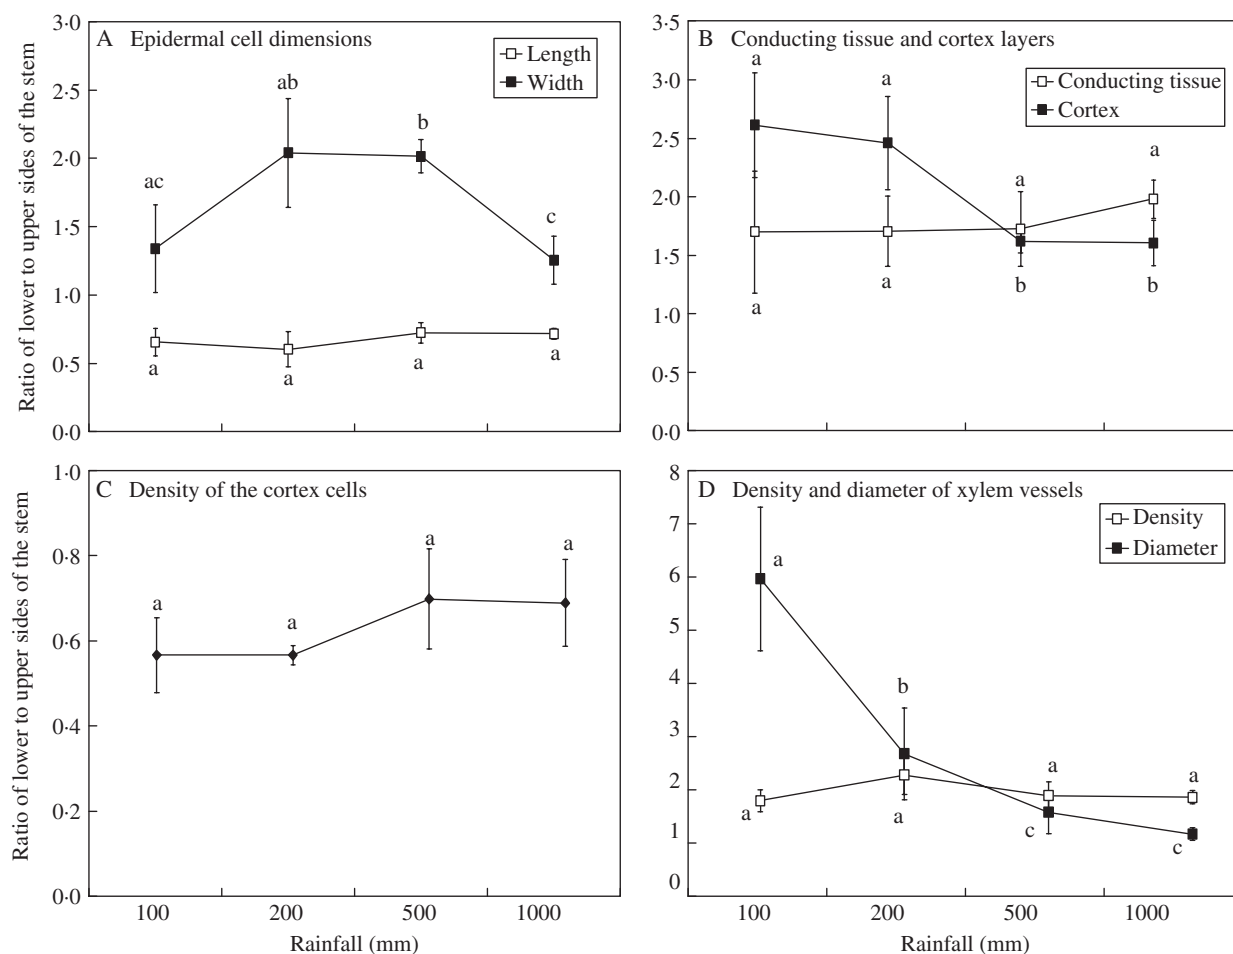 A Epidermal cell dimensions
Length
Width
Ratio of lower to upper sides of the stem
3·0
2·5
2·0
1·5
1·0
0·5
0·0
ac
ab
b
c
a
a
a
a
B Conducting tissue and cortex layers
Conducting tissue
Cortex
3·5
3·0
2·5
2·0
1·5
1·0
0·5
0·0
a
a
a
a
a
a
b
b
C Density of the cortex cells
Ratio of lower to upper sides of the stem
1·0
0·8
0·6
0·4
0·2
0·0
a
a
a
a
100
200
500
1000
Rainfall (mm)
D Density and diameter of xylem vessels
Density
Diameter
8
7
6
5
4
3
2
1
0
a
b
a
a
a
a
c
c
100
200
500
1000
Rainfall (mm)